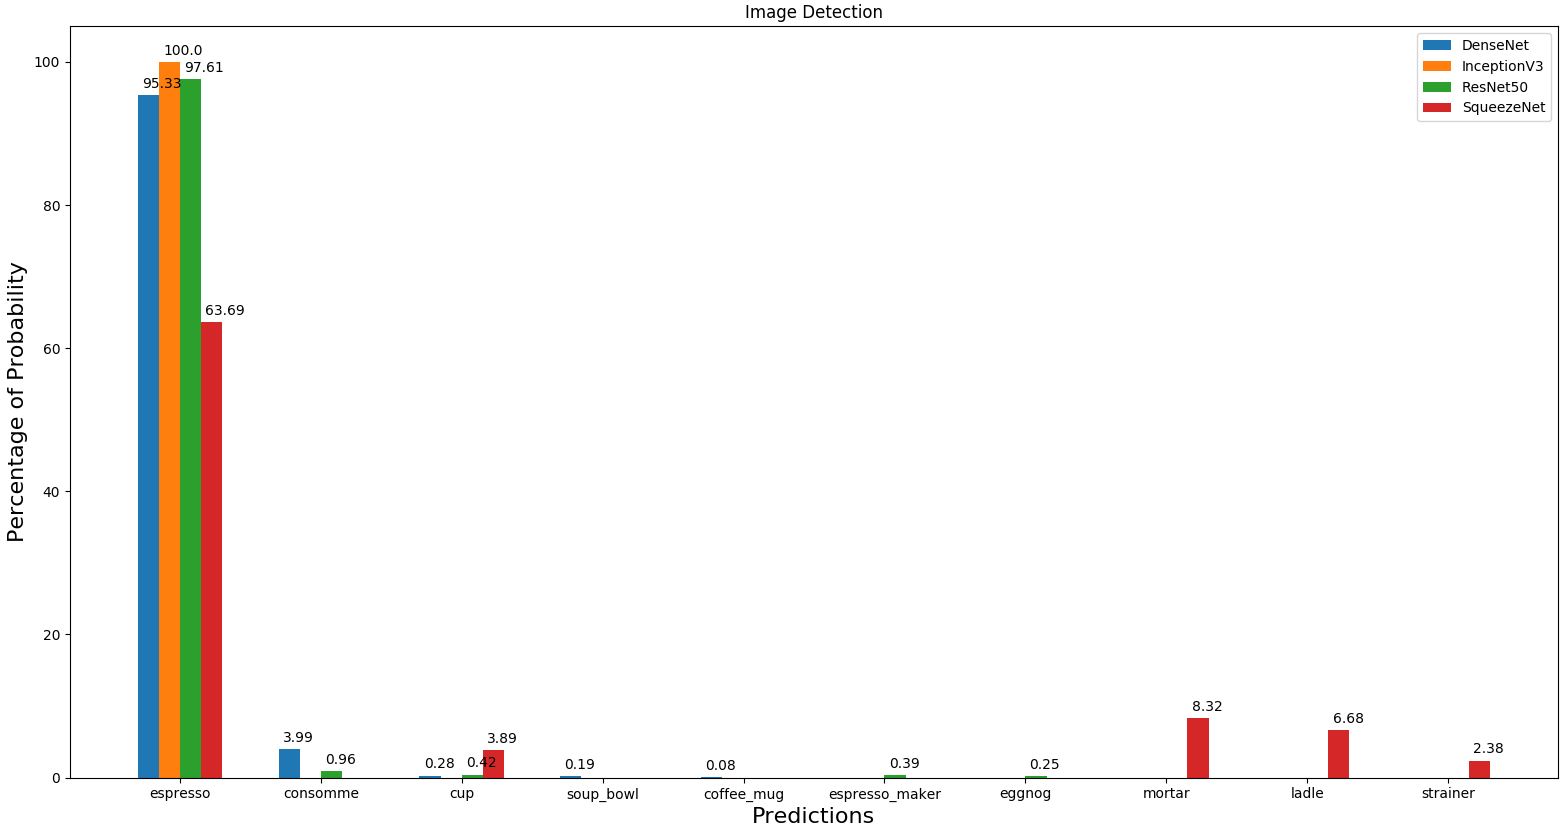 Image Detection
DenseNet
InceptionV3
ResNet50
SqueezeNet
Percentage of Probability
100
80
60
40
20
0
95.33
100.0
97.61
63.69
3.99
0.96
0.28
0.42
3.89
0.19
0.08
0.39
0.25
8.32
6.68
2.38
espresso
consomme
cup
soup_bowl
coffee_mug
espresso_maker
eggnog
mortar
ladle
strainer
Predictions